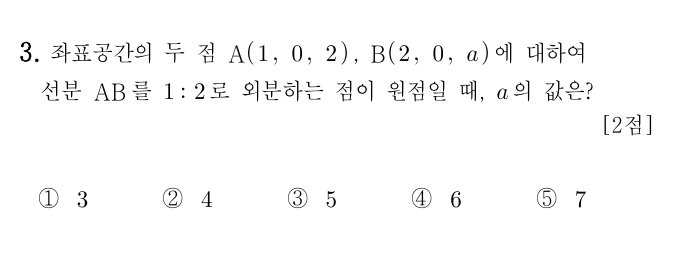 3. 좌표공간의 두 점 A(1, 0, 2), B(2, 0, a)에 대하여
선분 AB를 1 : 2로 외분하는 점이 원점일 때, a의 값은?
[2점]
① 3 ② 4 ③ 5 ④ 6 ⑤ 7